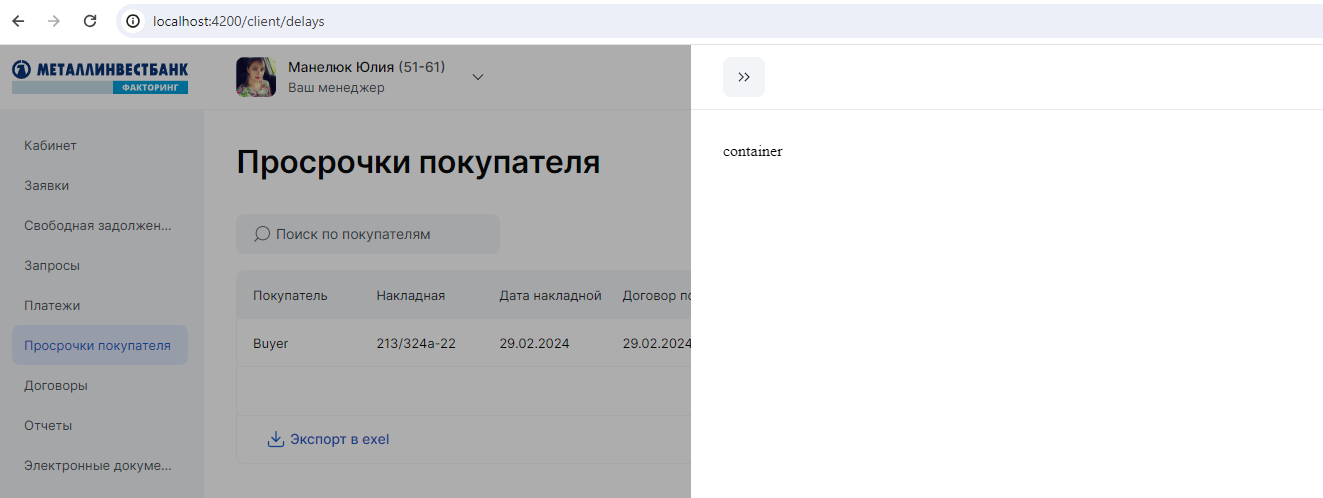 localhost:4200/client/delays
МЕТАЛЛИНВЕСТБАНК
ФАКТОРИНГ
Манелюк Юлия (51-61)
Ваш менеджер
Кабинет
Заявки
Свободная задолжен...
Запросы
Платежи
Просрочки покупателя
Договоры
Отчеты
Электронные докуме...
Просрочки покупателя
Поиск по покупателям
Покупатель Накладная Дата накладной Договор по
Buyer 213/324а-22 29.02.2024 29.02.2024
Экспорт в exel
container